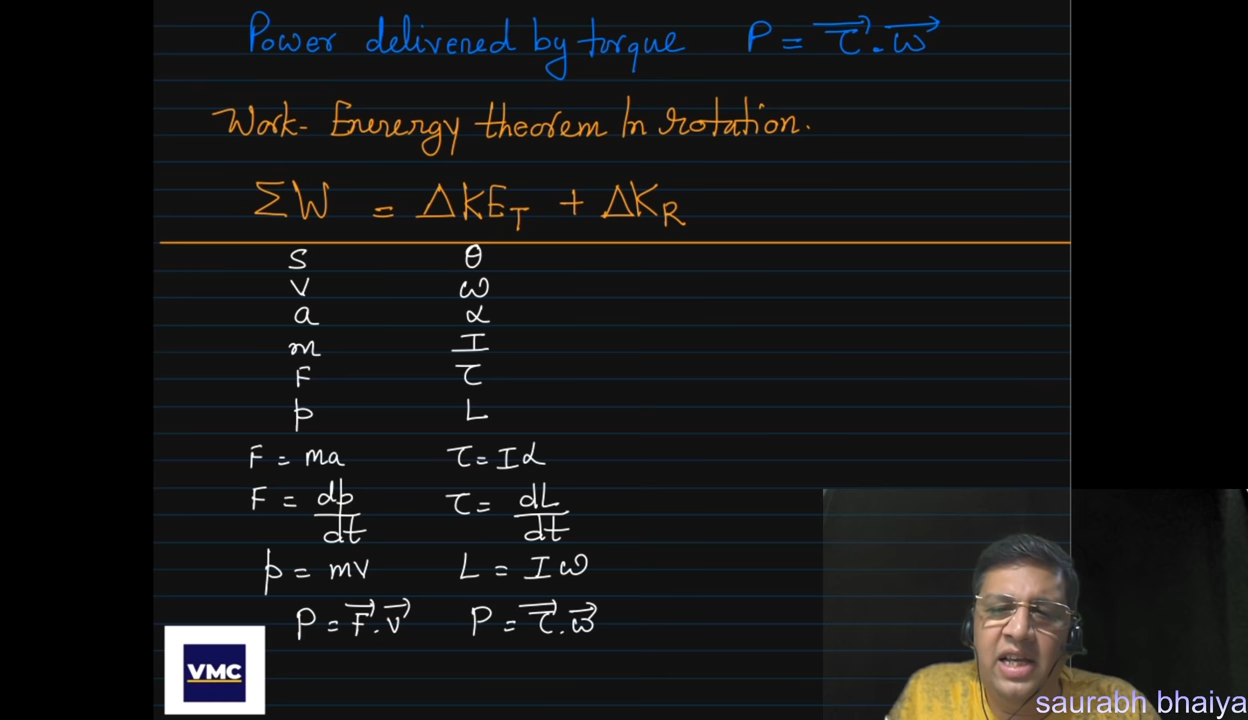 Power delivered by torque P = τ⃗ . ω⃗
Work- Enerergy theorem In rotation.
ΣW = ΔKE_T + ΔK_R
S θ
v ω
a α
m I
F τ
p L
F = ma τ = Iα
F = dp/dt τ = dL/dt
p = mv L = Iω
P = F⃗ . v⃗ P = τ⃗ . ω⃗
VMC
saurabh bhaiya